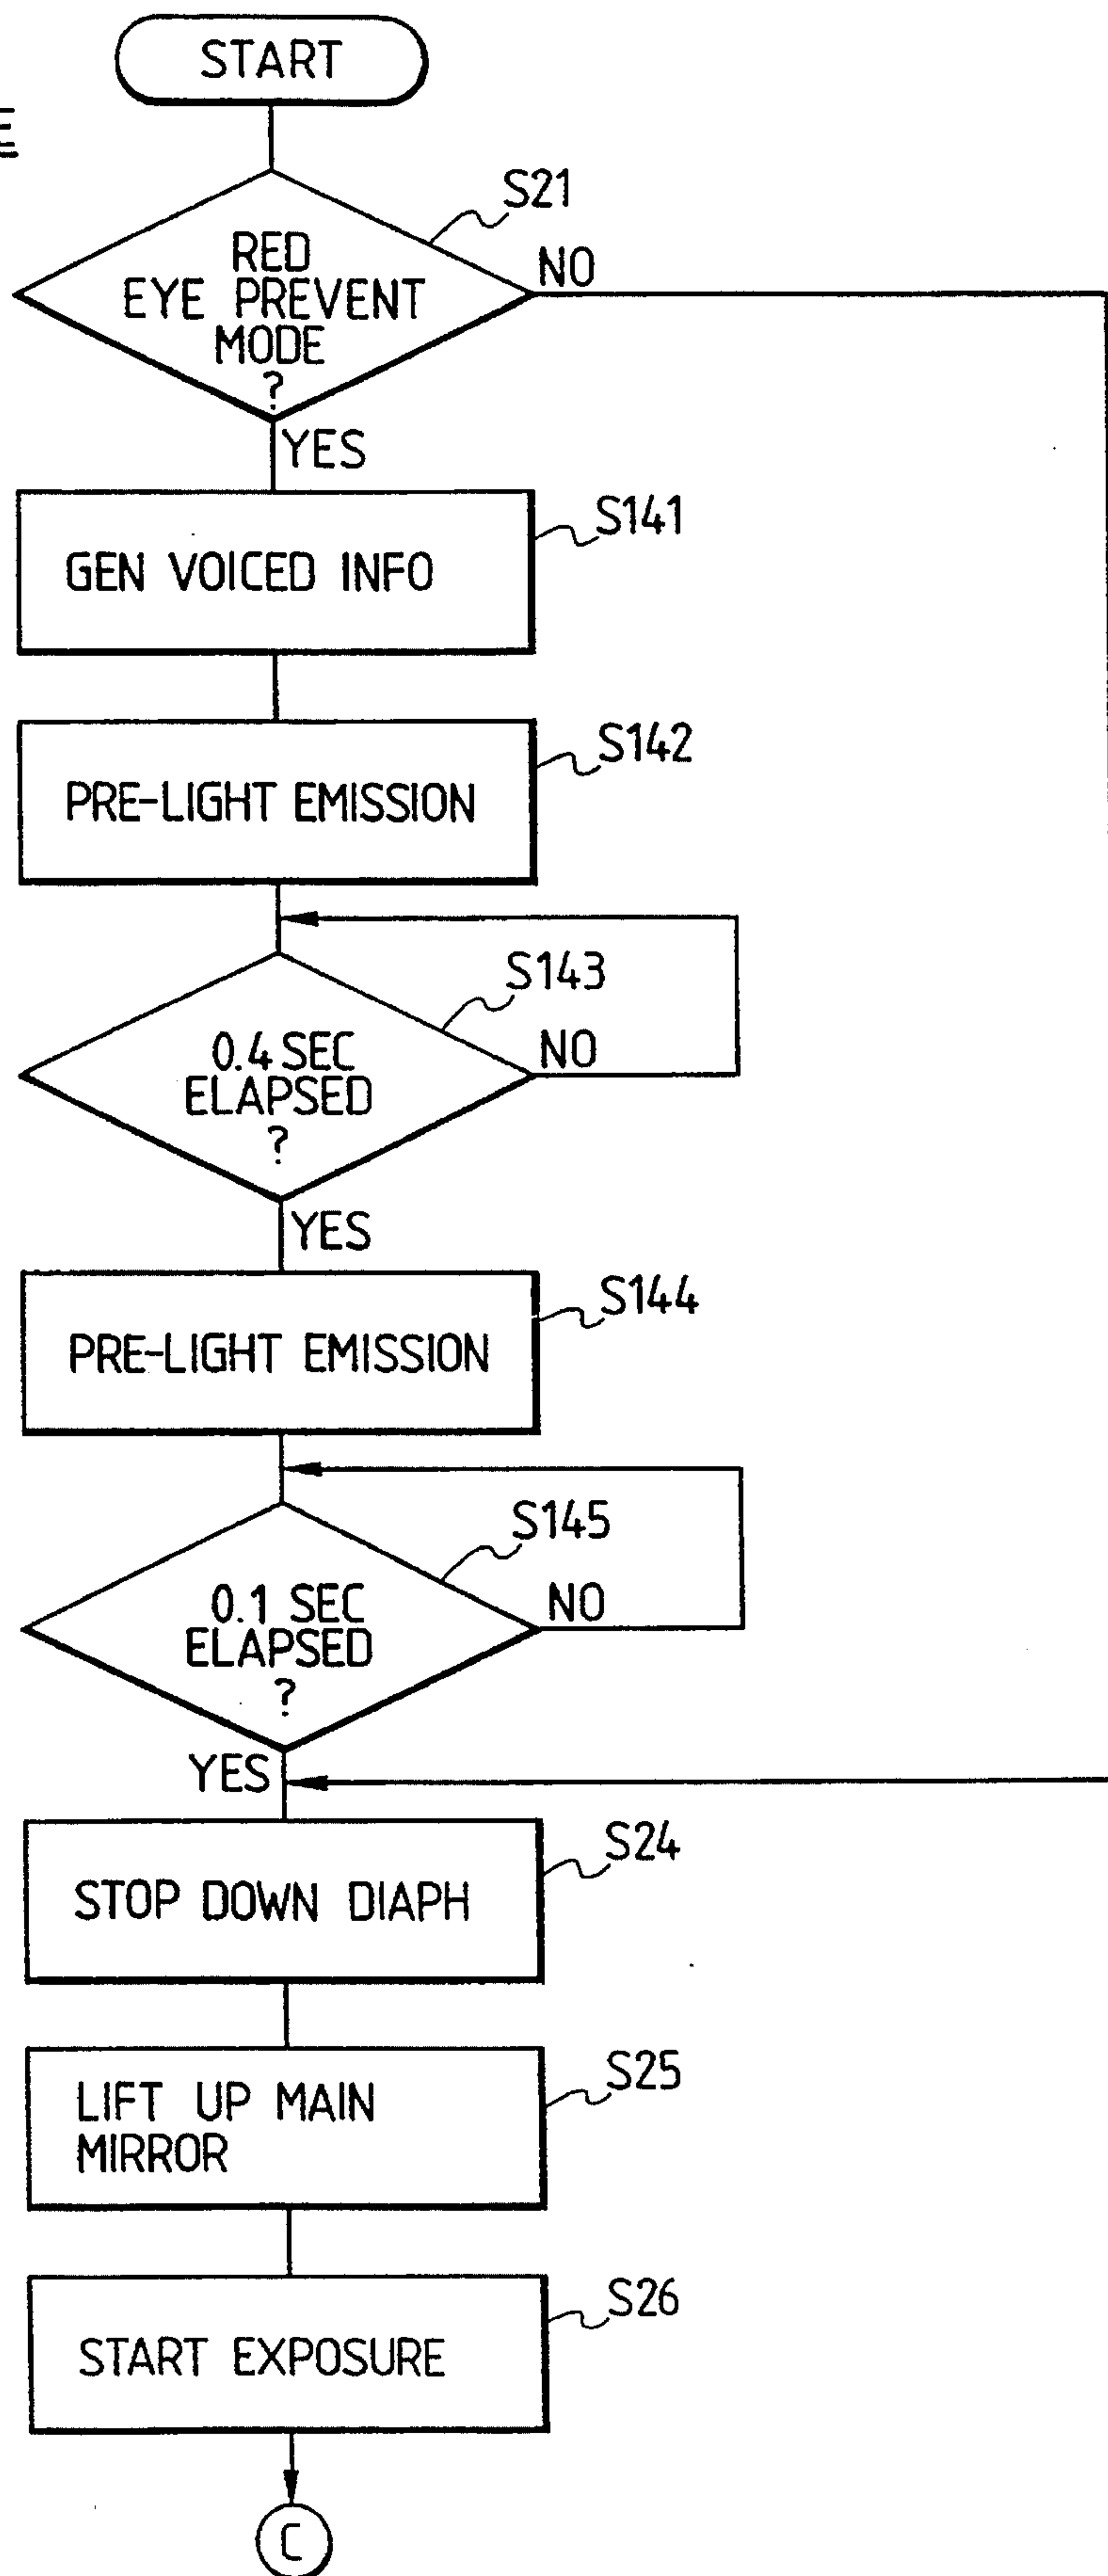 START
S21
RED
EYE PREVENT
MODE
?
NO
YES
S141
GEN VOICED INFO
S142
PRE-LIGHT EMISSION
S143
0.4 SEC
ELAPSED
?
NO
YES
S144
PRE-LIGHT EMISSION
S145
0.1 SEC
ELAPSED
?
NO
YES
S24
STOP DOWN DIAPH
S25
LIFT UP MAIN
MIRROR
S26
START EXPOSURE
C